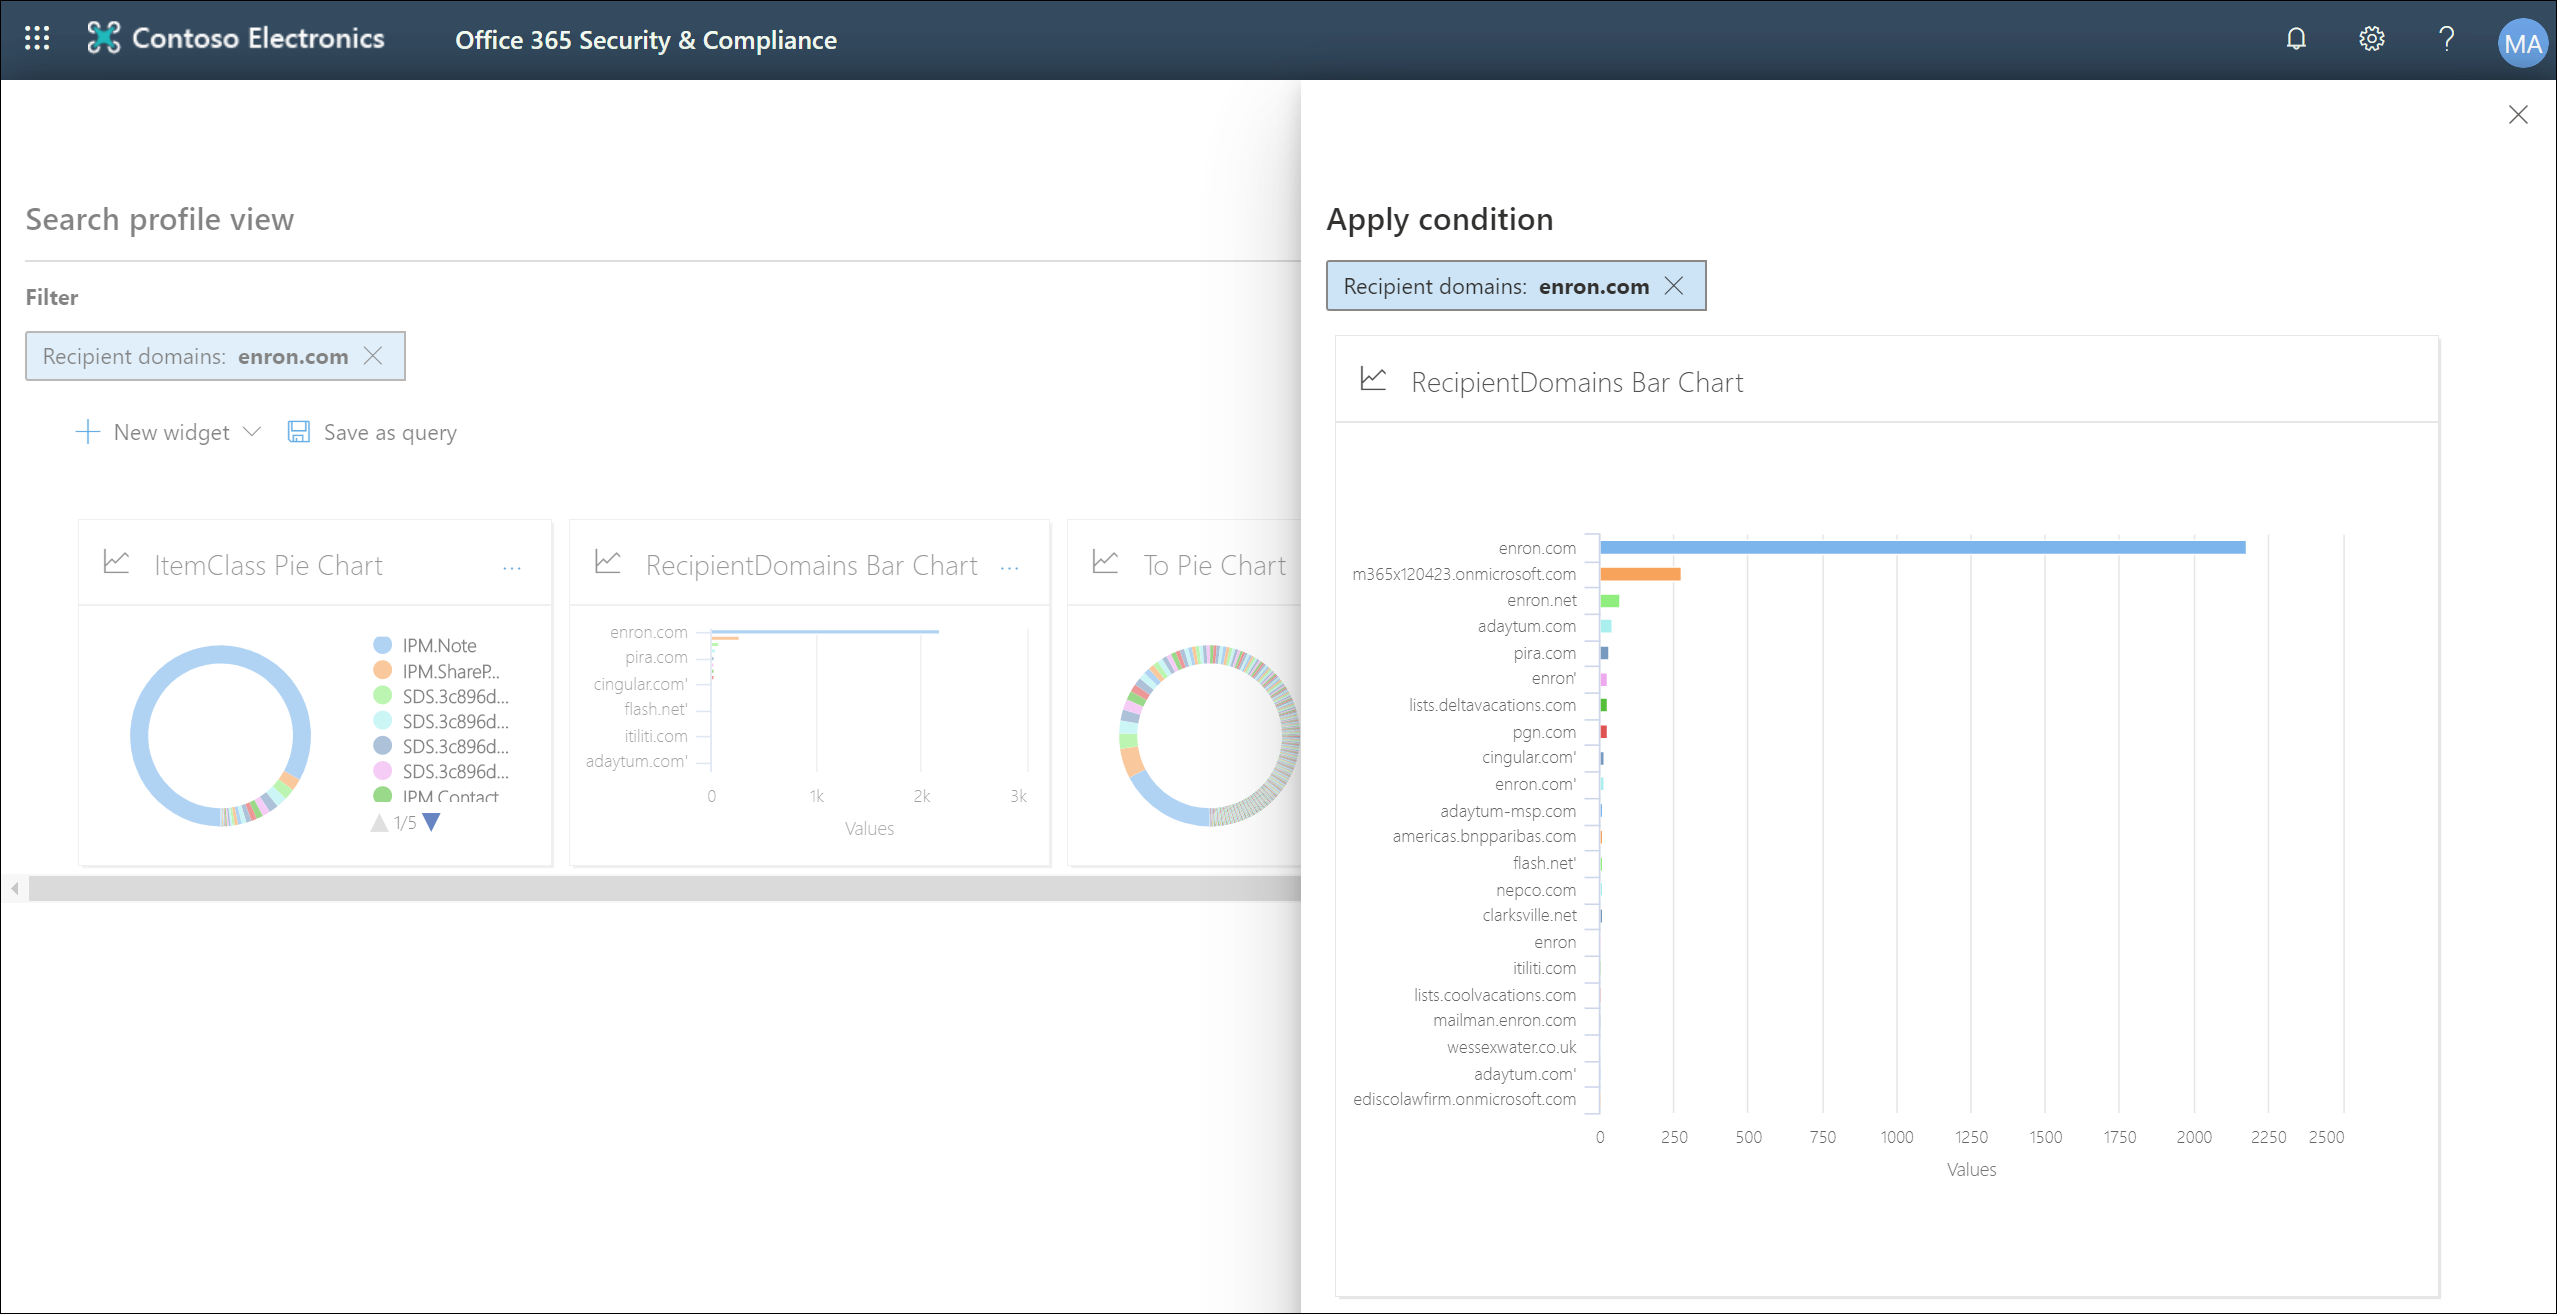 Contoso Electronics
Office 365 Security & Compliance
MA
Search profile view
Filter
Recipient domains: enron.com
New widget
Save as query
ItemClass Pie Chart
...
IPM.Note
IPM.ShareP...
SDS.3c896d...
SDS.3c896d...
SDS.3c896d...
SDS.3c896d...
IPM.Contact
1/5
RecipientDomains Bar Chart
...
enron.com
pira.com
cingular.com'
flash.net'
itiliti.com
adaytum.com'
0 1k 2k 3k
Values
To Pie Chart
Apply condition
Recipient domains: enron.com
RecipientDomains Bar Chart
enron.com
m365x120423.onmicrosoft.com
enron.net
adaytum.com
pira.com
enron'
lists.deltavacations.com
pgn.com
cingular.com'
enron.com'
adaytum-msp.com
americas.bnpparibas.com
flash.net'
nepco.com
clarksville.net
enron
itiliti.com
lists.coolvacations.com
mailman.enron.com
wessexwater.co.uk
adaytum.com'
ediscolawfirm.onmicrosoft.com
0 250 500 750 1000 1250 1500 1750 2000 2250 2500
Values